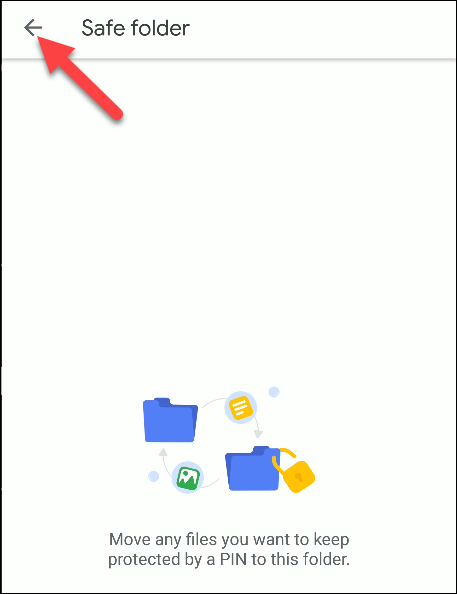 Safe folder
Move any files you want to keep
protected by a PIN to this folder.